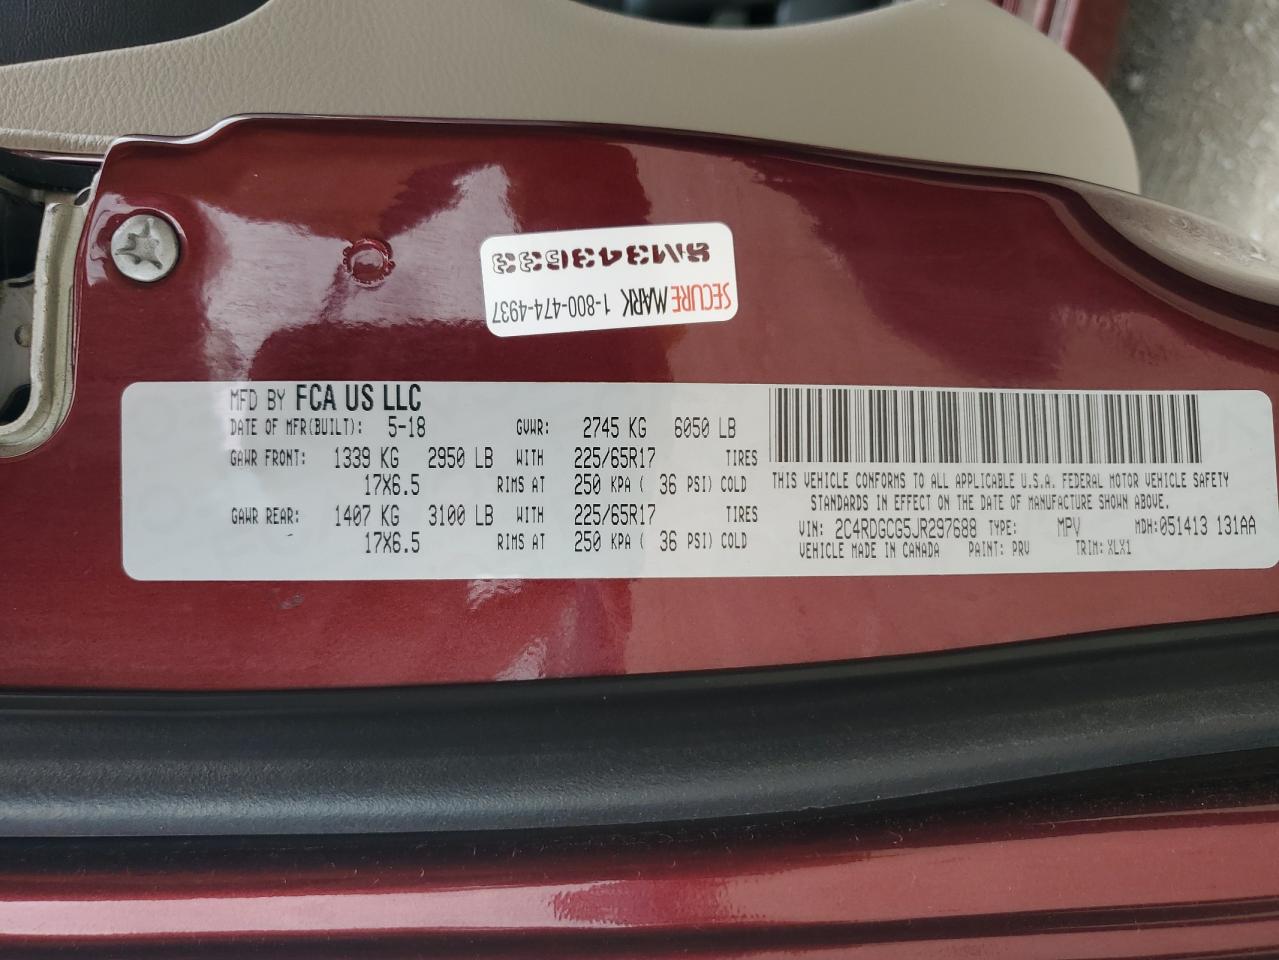 SM343633
SECURE MARK 1-800-474-4937
MFD BY FCA US LLC
DATE OF MFR(BUILT): 5-18 GVWR: 2745 KG 6050 LB
GAWR FRONT: 1339 KG 2950 LB WITH 225/65R17 TIRES
17X6.5 RIMS AT 250 KPA ( 36 PSI) COLD
GAWR REAR: 1407 KG 3100 LB WITH 225/65R17 TIRES
17X6.5 RIMS AT 250 KPA ( 36 PSI) COLD
THIS VEHICLE CONFORMS TO ALL APPLICABLE U.S.A. FEDERAL MOTOR VEHICLE SAFETY
STANDARDS IN EFFECT ON THE DATE OF MANUFACTURE SHOWN ABOVE.
VIN: 2C4RDGCG5JR297688 TYPE: MPV MDH:051413 131AA
VEHICLE MADE IN CANADA PAINT: PRV TRIM: XLX1